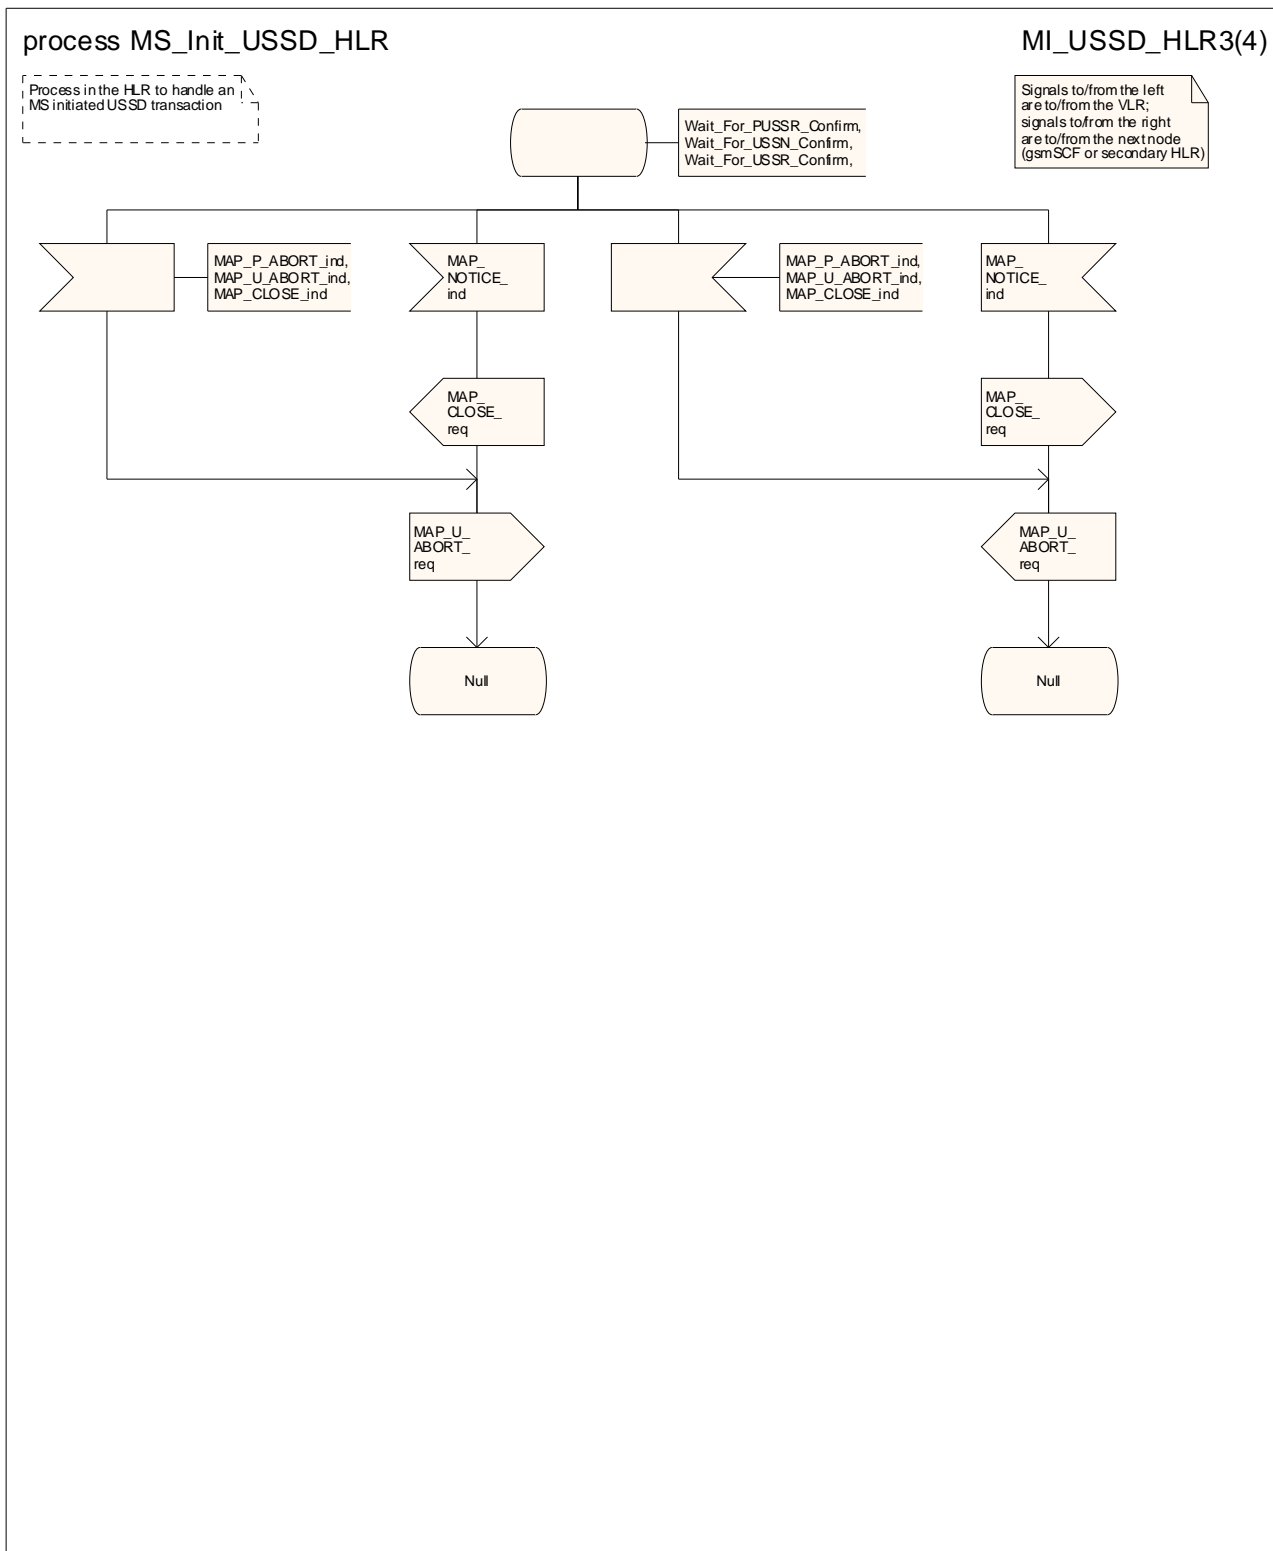 process MS_Init_USSD_HLR
MI_USSD_HLR3(4)
Process in the HLR to handle an
MS initiated USSD transaction
Signals to/from the left
are to/from the VLR;
signals to/from the right
are to/from the next node
(gsmSCF or secondary HLR)
Wait_For_PUSSR_Confirm,
Wait_For_USSN_Confirm,
Wait_For_USSR_Confirm,
MAP_P_ABORT_ind,
MAP_U_ABORT_ind,
MAP_CLOSE_ind
MAP_
NOTICE_
ind
MAP_P_ABORT_ind,
MAP_U_ABORT_ind,
MAP_CLOSE_ind
MAP_
NOTICE_
ind
MAP_
CLOSE_
req
MAP_
CLOSE_
req
MAP_U_
ABORT_
req
MAP_U_
ABORT_
req
Null
Null